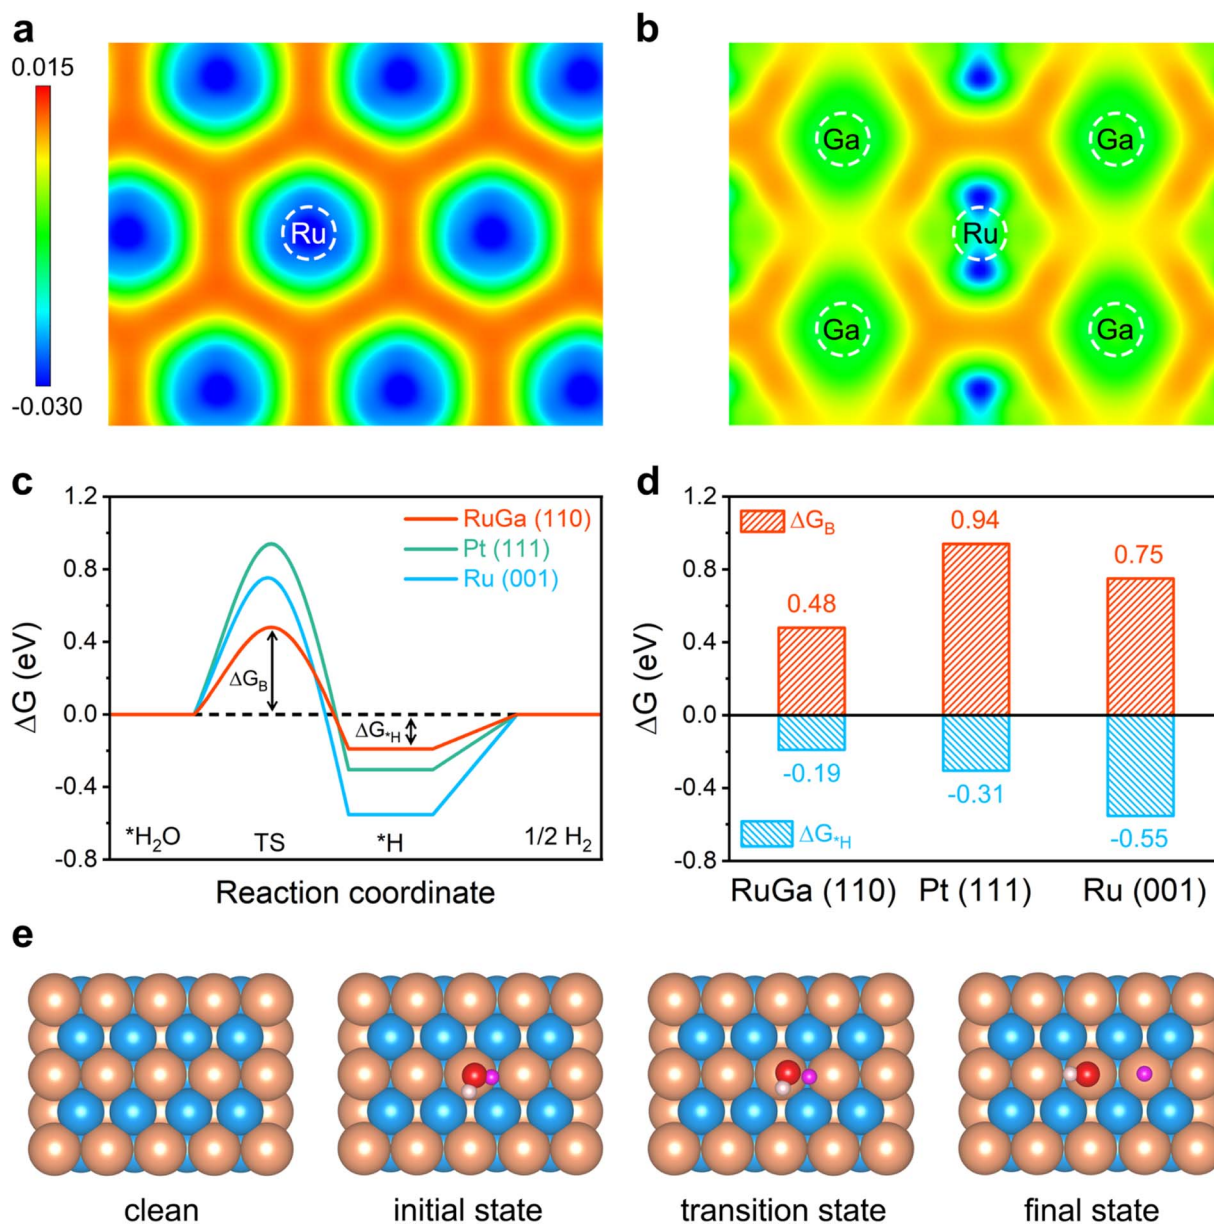 a
0.015
-0.030
Ru
b
Ga
Ga
Ru
Ga
Ga
c
ΔG (eV)
1.2
0.8
0.4
0.0
-0.4
-0.8
RuGa (110)
Pt (111)
Ru (001)
ΔG_B
ΔG_*H
*H₂O
TS
*H
1/2 H₂
Reaction coordinate
d
ΔG (eV)
1.2
0.8
0.4
0.0
-0.4
-0.8
ΔG_B
0.48
0.94
0.75
-0.19
-0.31
-0.55
ΔG_*H
RuGa (110)
Pt (111)
Ru (001)
e
clean
initial state
transition state
final state